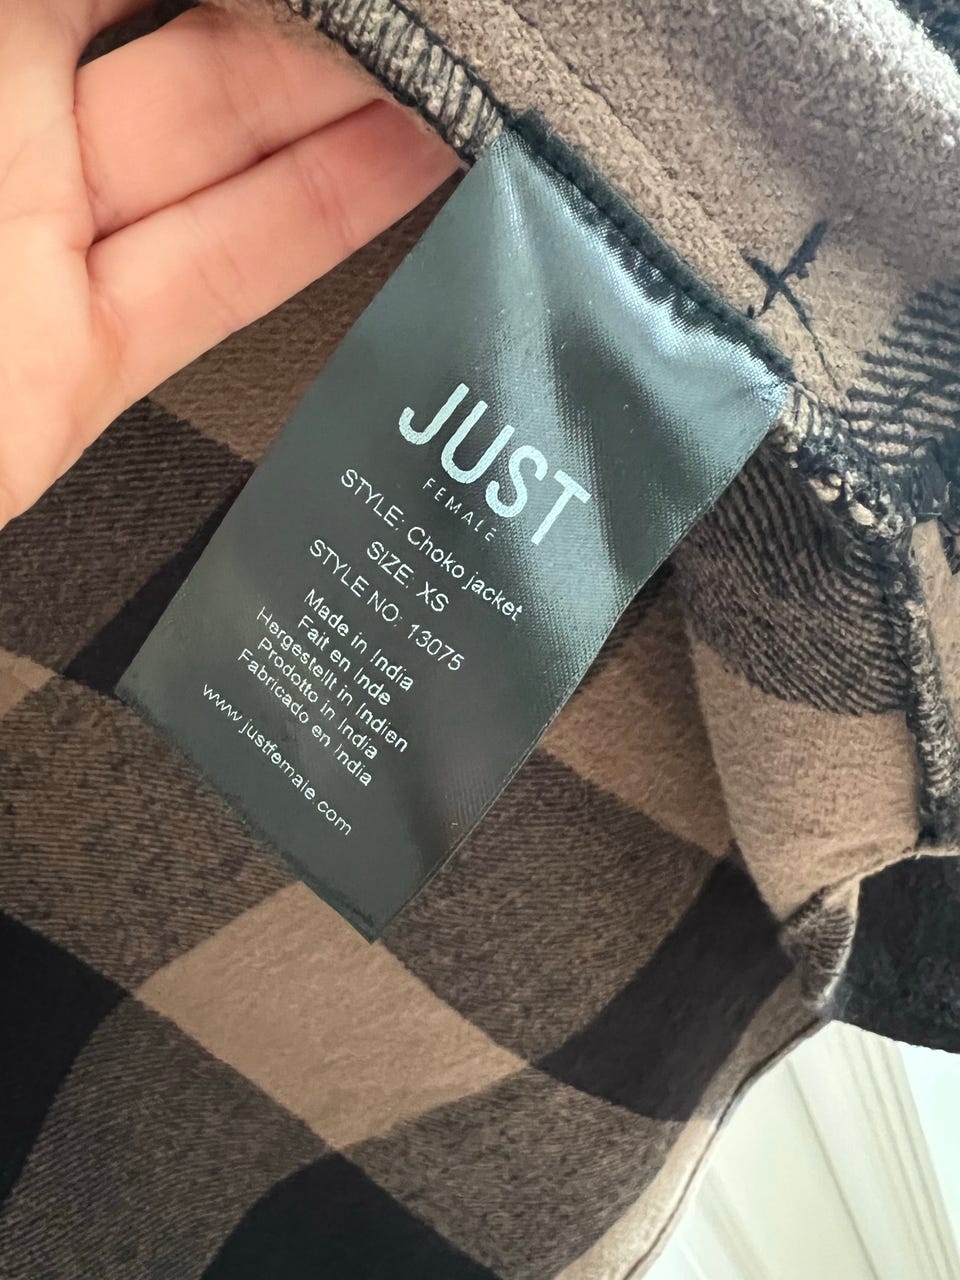 JUST
FEMALE
STYLE: Choko jacket
SIZE: XS
STYLE NO: 13075
Made in India
Fait en Inde
Hergestellt in Indien
Prodotto in India
Fabricado en India
www.justfemale.com